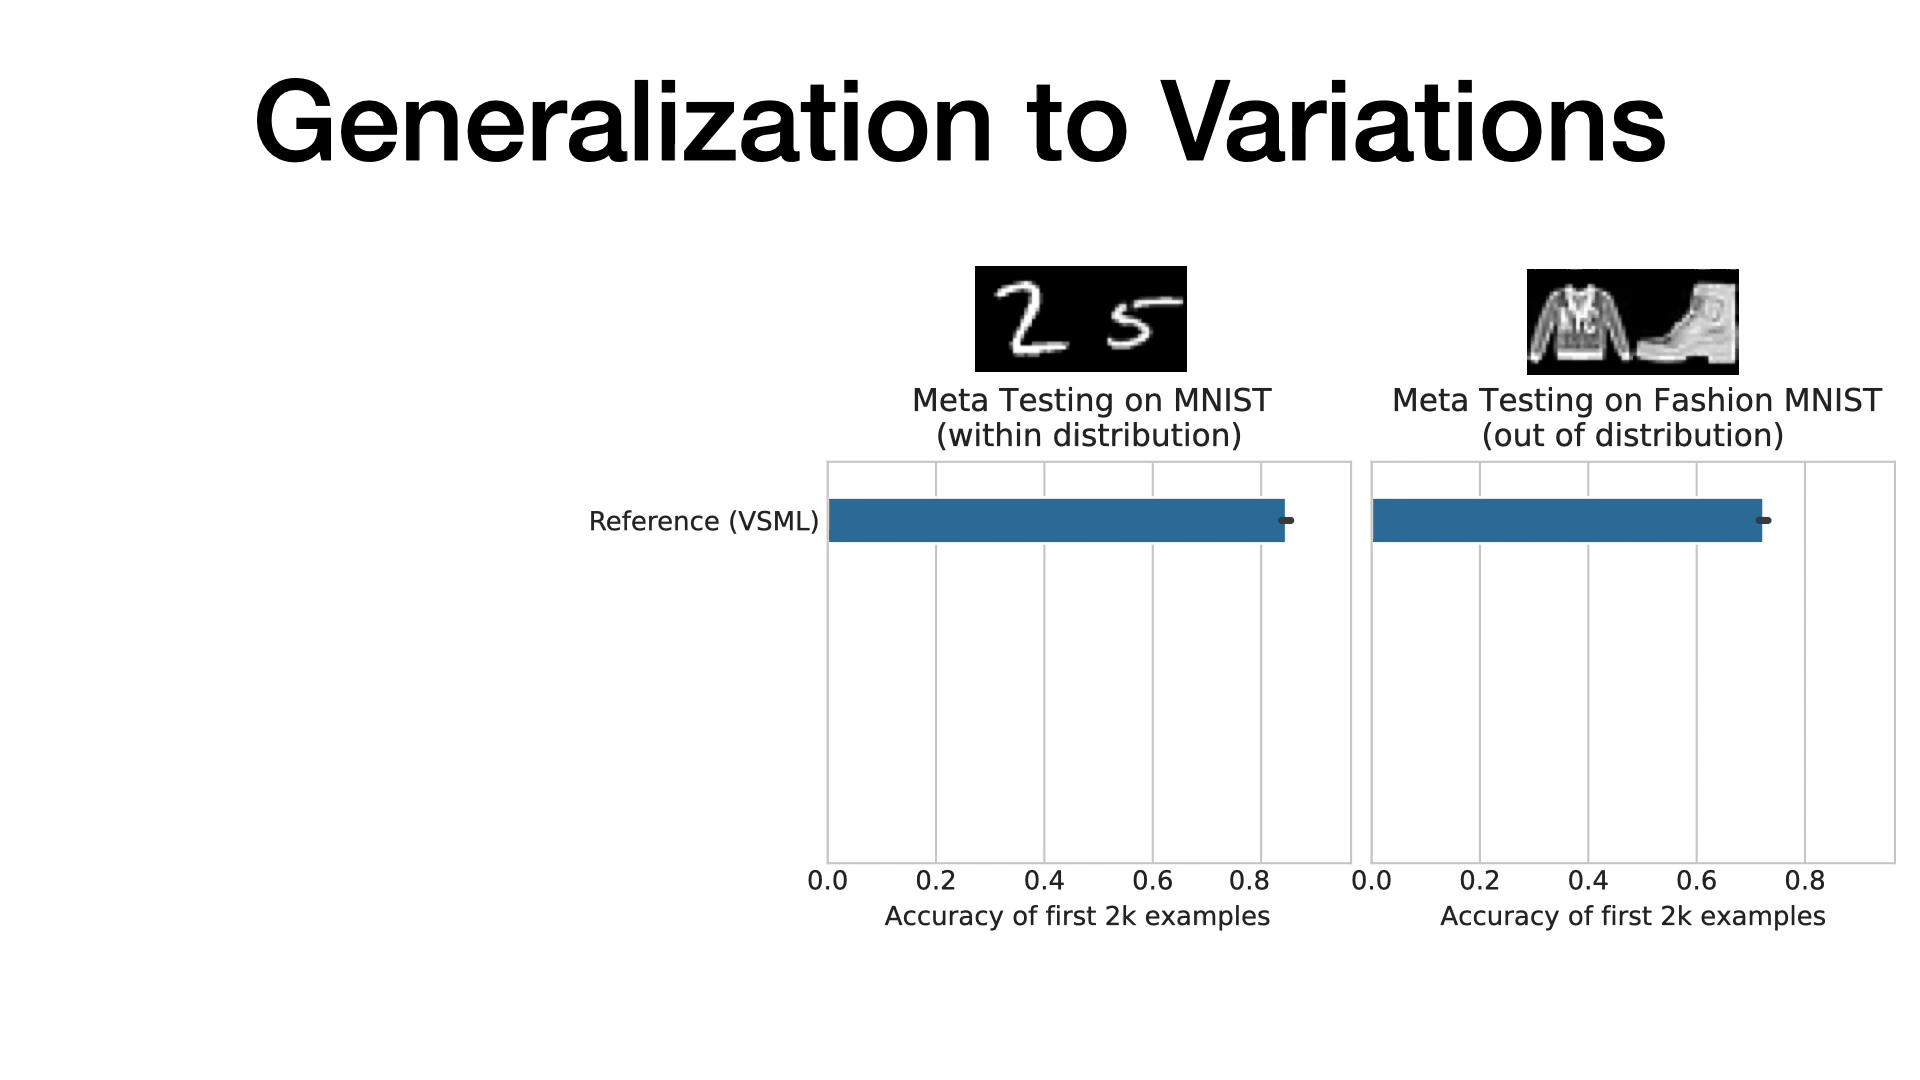 Generalization to Variations
2 5
Meta Testing on MNIST
(within distribution)
Meta Testing on Fashion MNIST
(out of distribution)
Reference (VSML)
0.0 0.2 0.4 0.6 0.8
0.0 0.2 0.4 0.6 0.8
Accuracy of first 2k examples
Accuracy of first 2k examples